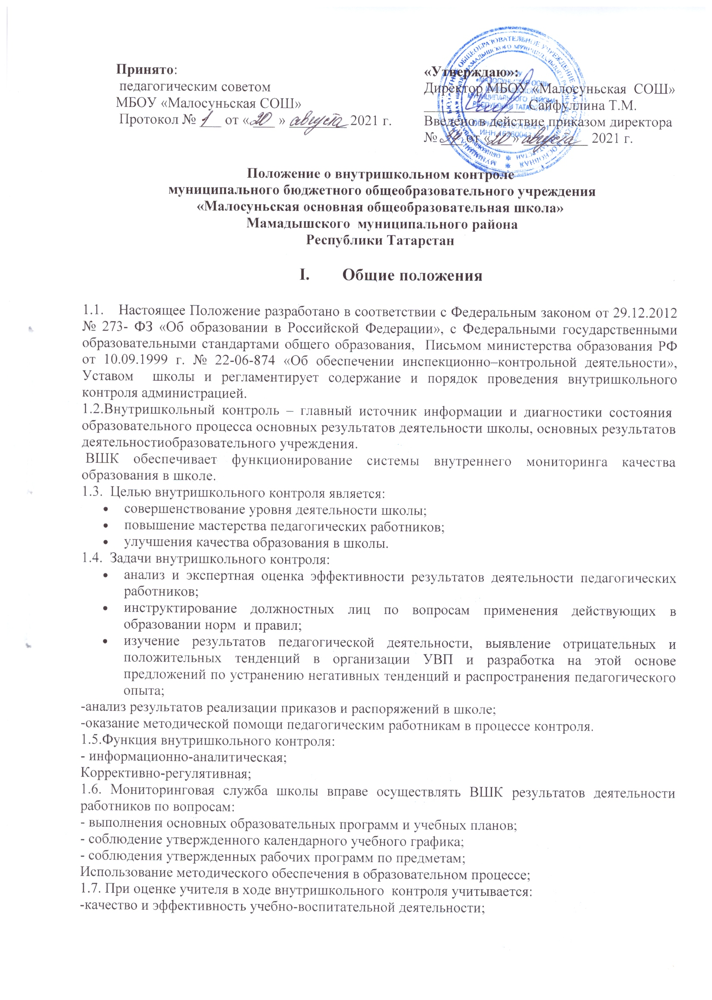 Принято:
педагогическим советом
МБОУ «Малосуньская СОШ»
Протокол № 1 от «20» августа 2021 г.
«Утверждаю»:
Директор МБОУ «Малосуньская СОШ»
Сайфуллина Т.М.
Введено в действие приказом директора
№ от «20» августа 2021 г.
Положение о внутришкольном контроле
муниципального бюджетного общеобразовательного учреждения
«Малосуньская основная общеобразовательная школа»
Мамадышского муниципального района
Республики Татарстан
I. Общие положения
1.1. Настоящее Положение разработано в соответствии с Федеральным законом от 29.12.2012
№ 273- ФЗ «Об образовании в Российской Федерации», с Федеральными государственными
образовательными стандартами общего образования, Письмом министерства образования РФ
от 10.09.1999 г. № 22-06-874 «Об обеспечении инспекционно–контрольной деятельности»,
Уставом школы и регламентирует содержание и порядок проведения внутришкольного
контроля администрацией.
1.2.Внутришкольный контроль – главный источник информации и диагностики состояния
образовательного процесса основных результатов деятельности школы, основных результатов
деятельностиобразовательного учреждения.
ВШК обеспечивает функционирование системы внутреннего мониторинга качества
образования в школе.
1.3. Целью внутришкольного контроля является:
• совершенствование уровня деятельности школы;
• повышение мастерства педагогических работников;
• улучшения качества образования в школы.
1.4. Задачи внутришкольного контроля:
• анализ и экспертная оценка эффективности результатов деятельности педагогических
работников;
• инструктирование должностных лиц по вопросам применения действующих в
образовании норм и правил;
• изучение результатов педагогической деятельности, выявление отрицательных и
положительных тенденций в организации УВП и разработка на этой основе
предложений по устранению негативных тенденций и распространения педагогического
опыта;
-анализ результатов реализации приказов и распоряжений в школе;
-оказание методической помощи педагогическим работникам в процессе контроля.
1.5.Функция внутришкольного контроля:
- информационно-аналитическая;
Коррективно-регулятивная;
1.6. Мониторинговая служба школы вправе осуществлять ВШК результатов деятельности
работников по вопросам:
- выполнения основных образовательных программ и учебных планов;
- соблюдение утвержденного календарного учебного графика;
- соблюдения утвержденных рабочих программ по предметам;
Использование методического обеспечения в образовательном процессе;
1.7. При оценке учителя в ходе внутришкольного контроля учитывается:
-качество и эффективность учебно-воспитательной деятельности;